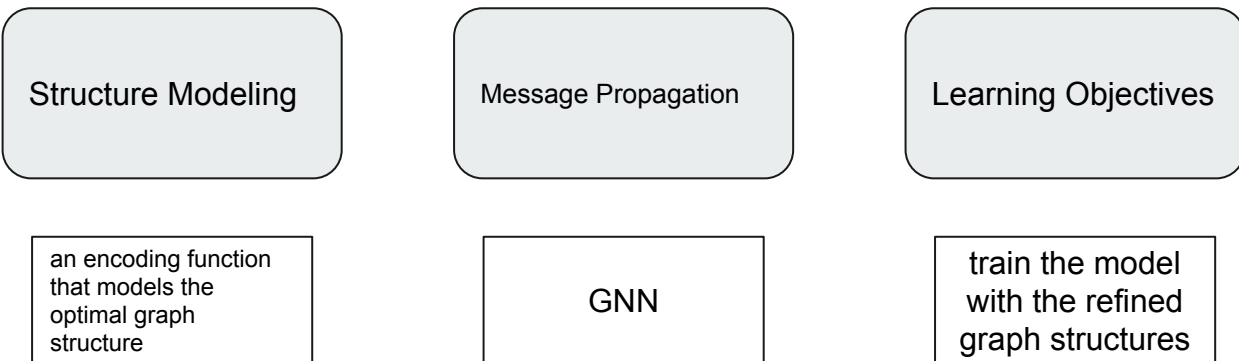 Structure Modeling
Message Propagation
Learning Objectives
an encoding function
that models the
optimal graph
structure
GNN
train the model
with the refined
graph structures